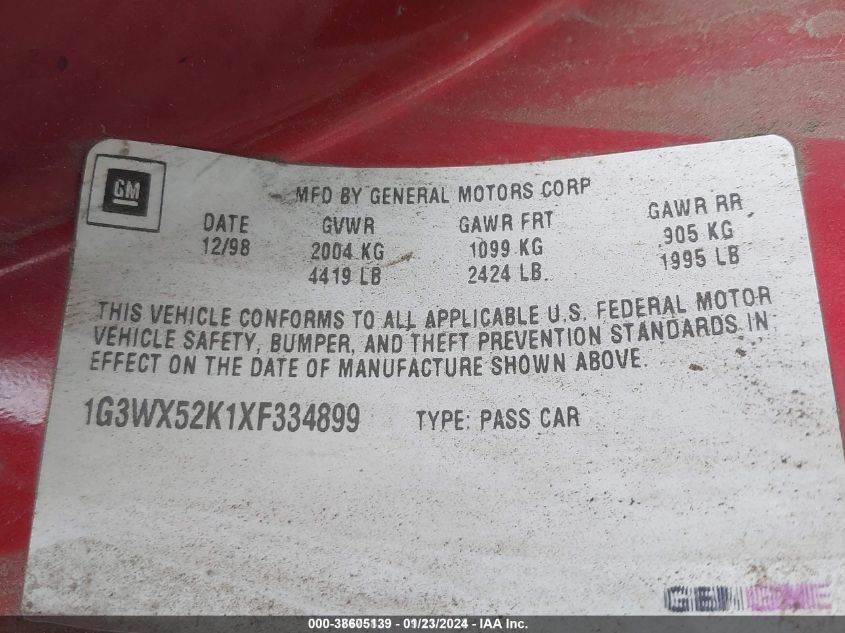 GM
MFD BY GENERAL MOTORS CORP
DATE GVWR GAWR FRT GAWR RR
12/98 2004 KG 1099 KG 905 KG
4419 LB 2424 LB 1995 LB
THIS VEHICLE CONFORMS TO ALL APPLICABLE U.S. FEDERAL MOTOR
VEHICLE SAFETY, BUMPER, AND THEFT PREVENTION STANDARDS IN
EFFECT ON THE DATE OF MANUFACTURE SHOWN ABOVE.
1G3WX52K1XF334899 TYPE: PASS CAR
000-38605139 - 01/23/2024 - IAA Inc.